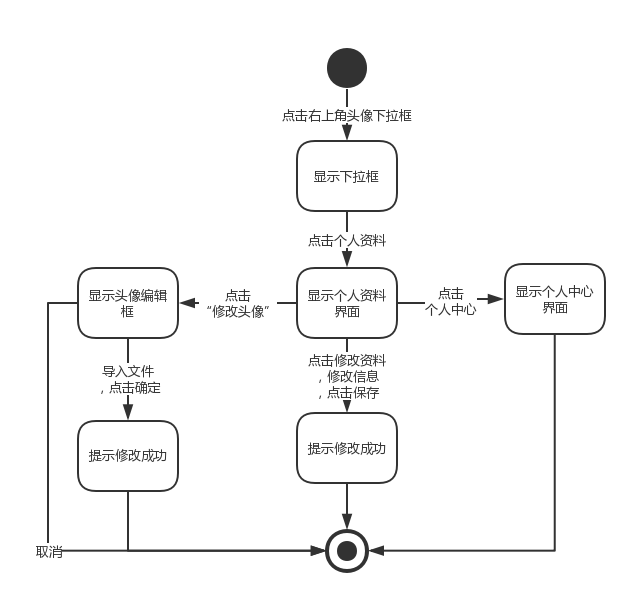 点击右上角头像下拉框
显示下拉框
点击个人资料
显示头像编辑
框
点击
“修改头像”
显示个人资料
界面
点击
个人中心
显示个人中心
界面
导入文件
，点击确定
点击修改资料
，修改信息
，点击保存
提示修改成功
提示修改成功
取消